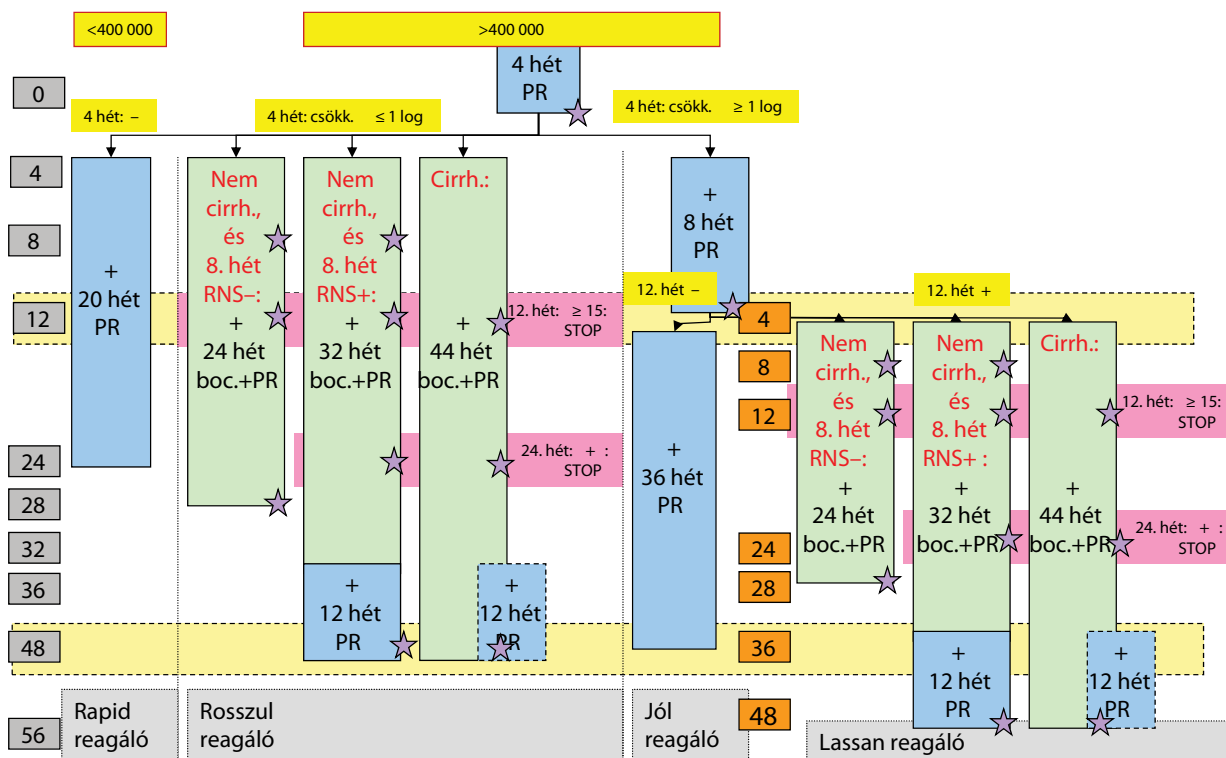 <400 000
>400 000
4 hét
PR
0
4 hét: –
4 hét: csökk. ≤ 1 log
4 hét: csökk. ≥ 1 log
4
8
12
24
28
32
36
48
56
+
20 hét
PR
Nem
cirrh.,
és
8. hét
RNS–:
+
24 hét
boc.+PR
Nem
cirrh.,
és
8. hét
RNS+:
+
32 hét
boc.+PR
+
12 hét
PR
Cirrh.:
+
44 hét
boc.+PR
+
12 hét
PR
12. hét: ≥ 15:
STOP
24. hét: + :
STOP
+
8 hét
PR
12. hét –
12. hét +
+
36 hét
PR
4
8
12
24
28
36
48
Nem
cirrh.,
és
8. hét
RNS–:
+
24 hét
boc.+PR
Nem
cirrh.,
és
8. hét
RNS+ :
+
32 hét
boc.+PR
+
12 hét
PR
Cirrh.:
+
44 hét
boc.+PR
+
12 hét
PR
12. hét: ≥ 15:
STOP
24. hét: + :
STOP
Rapid
reagáló
Rosszul
reagáló
Jól
reagáló
Lassan reagáló